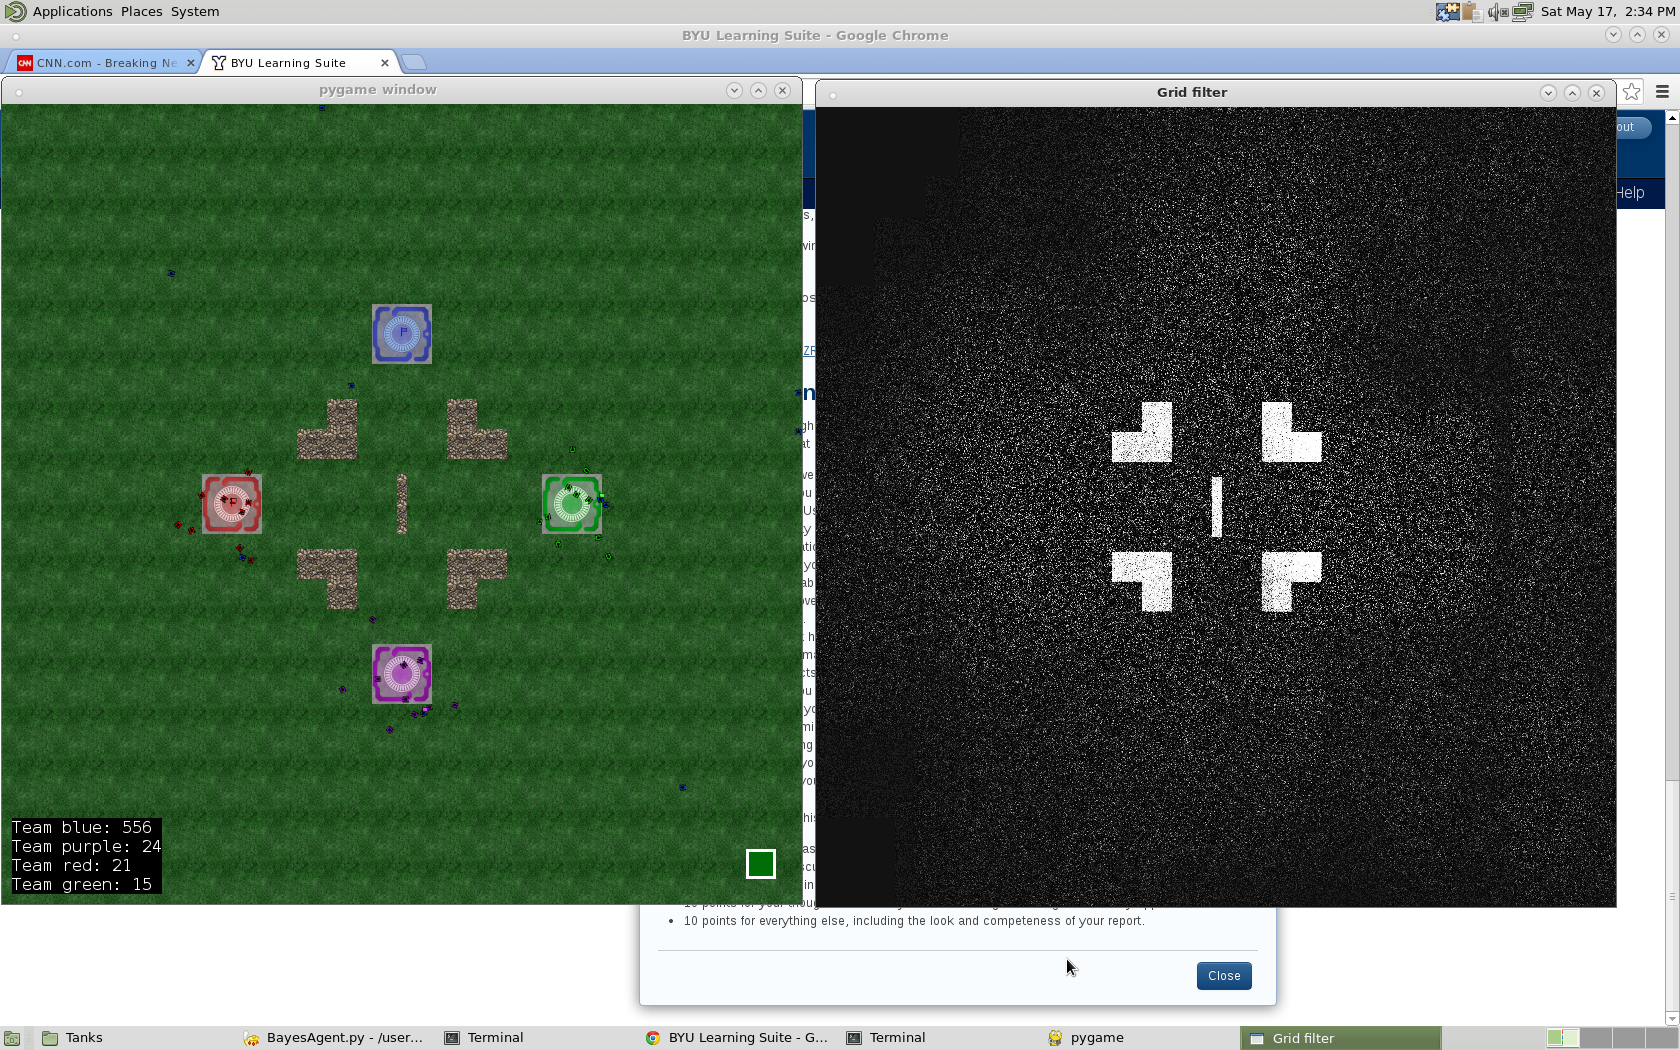 Applications Places System
Sat May 17, 2:34 PM
BYU Learning Suite - Google Chrome
CNN CNN.com - Breaking Ne
BYU Learning Suite
pygame window
Grid filter
out
Help
Team blue: 556
Team purple: 24
Team red: 21
Team green: 15
10 points for everything else, including the look and competeness of your report.
Close
Tanks
BayesAgent.py - /user...
Terminal
BYU Learning Suite - G...
Terminal
pygame
Grid filter